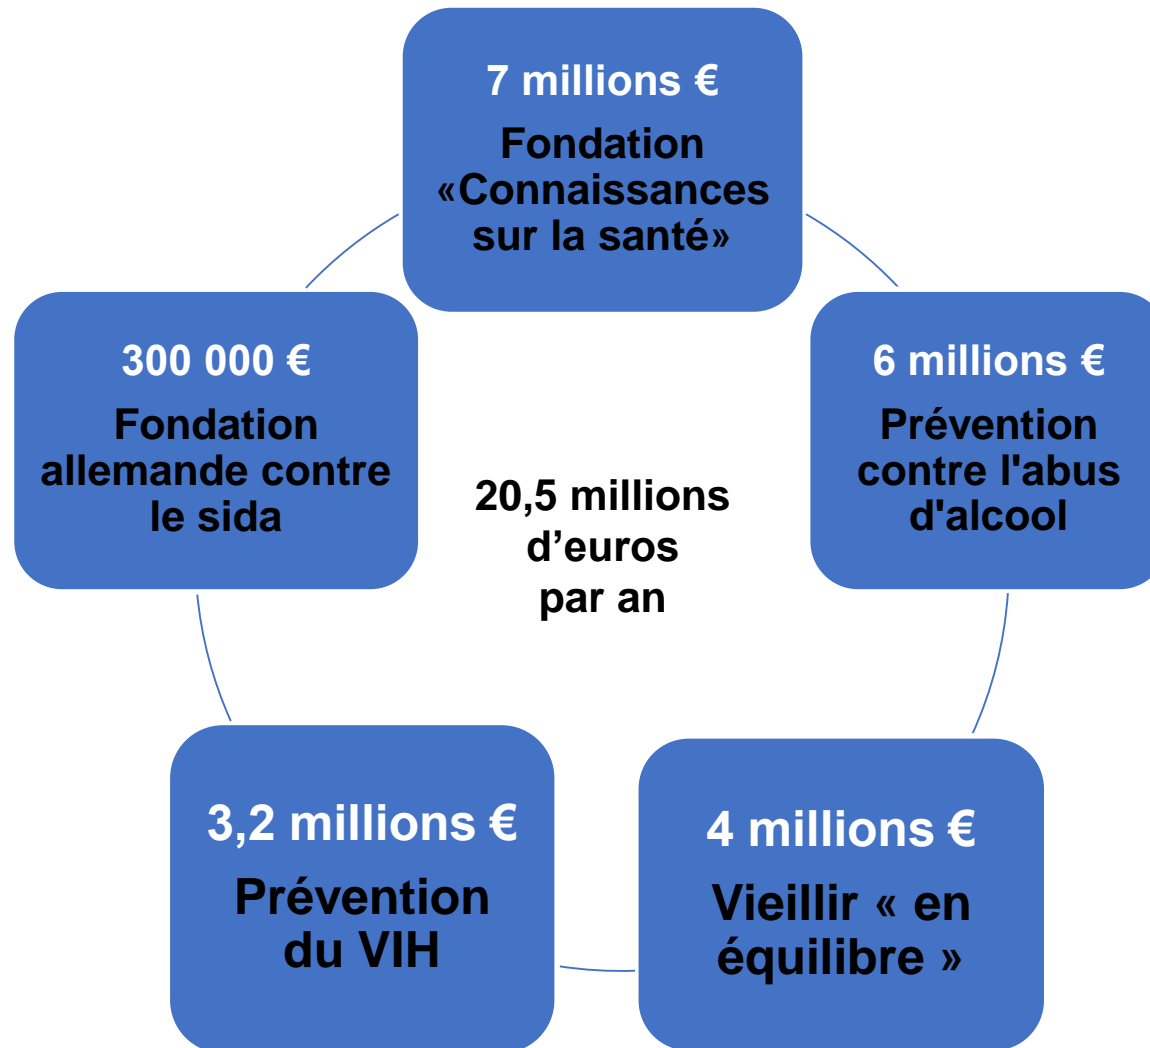 7 millions €
Fondation
«Connaissances
sur la santé»
300 000 €
Fondation
allemande contre
le sida
6 millions €
Prévention
contre l'abus
d'alcool
20,5 millions
d’euros
par an
3,2 millions €
Prévention
du VIH
4 millions €
Vieillir « en
équilibre »